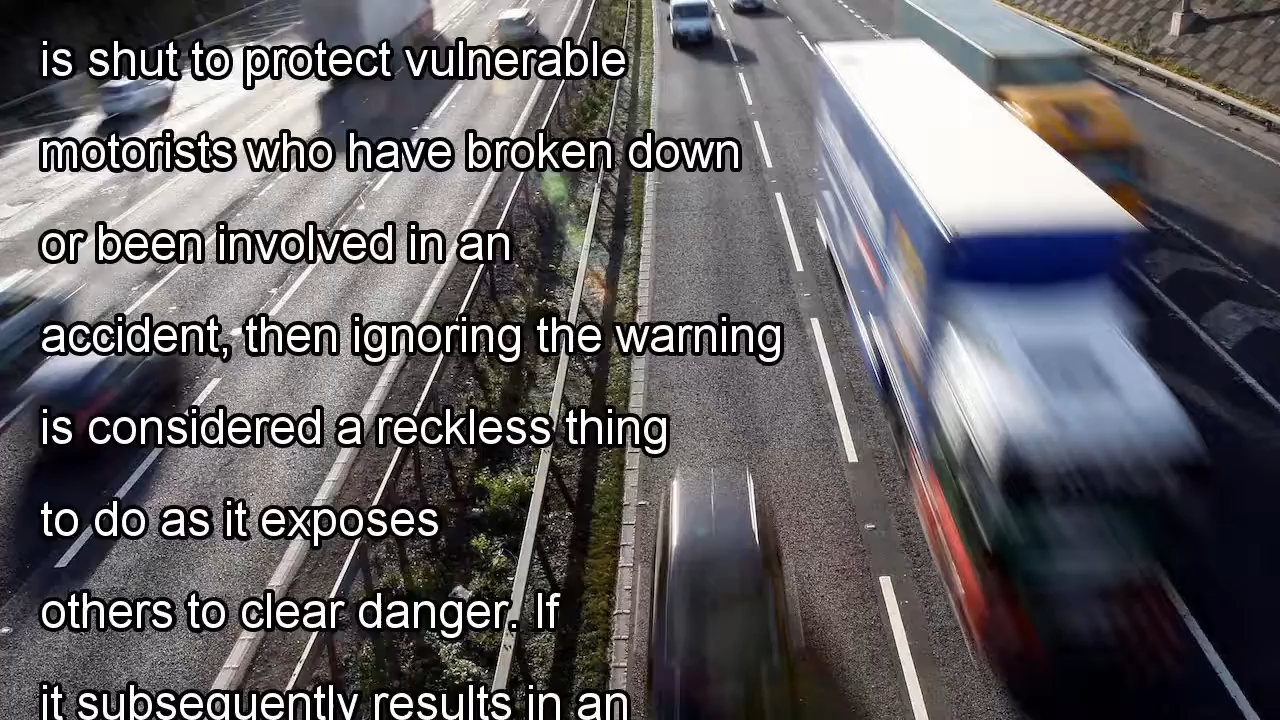 is shut to protect vulnerable
motorists who have broken down
or been involved in an
accident, then ignoring the warning
is considered a reckless thing
to do as it exposes
others to clear danger. If
it subsequently results in an